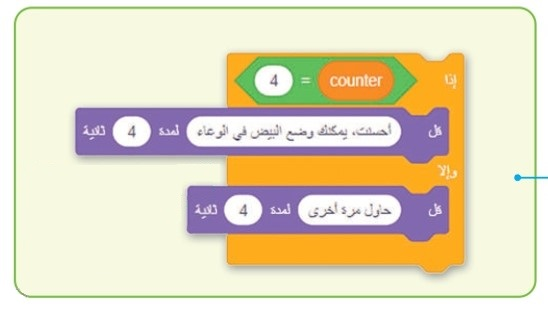 إذا counter = 4
قل أحسنت، يمكنك وضع البيض في الوعاء لمدة 4 ثانية
وإلا
قل حاول مرة أخرى لمدة 4 ثانية